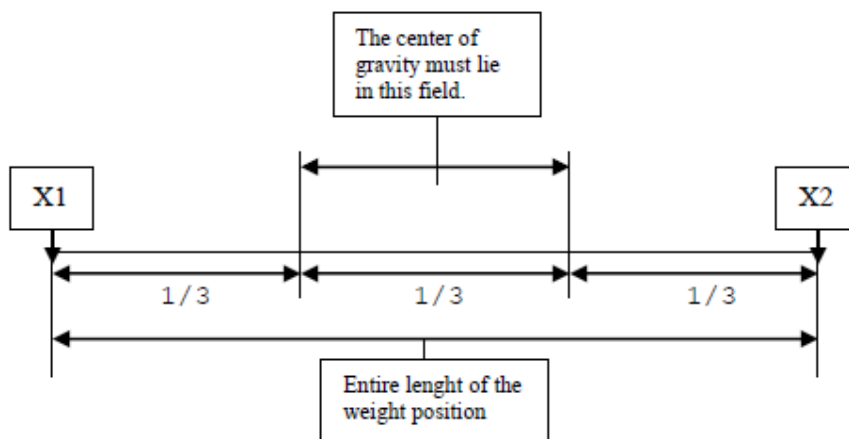 The center of
gravity must lie
in this field.
X1
X2
1/3
1/3
1/3
Entire lenght of the
weight position